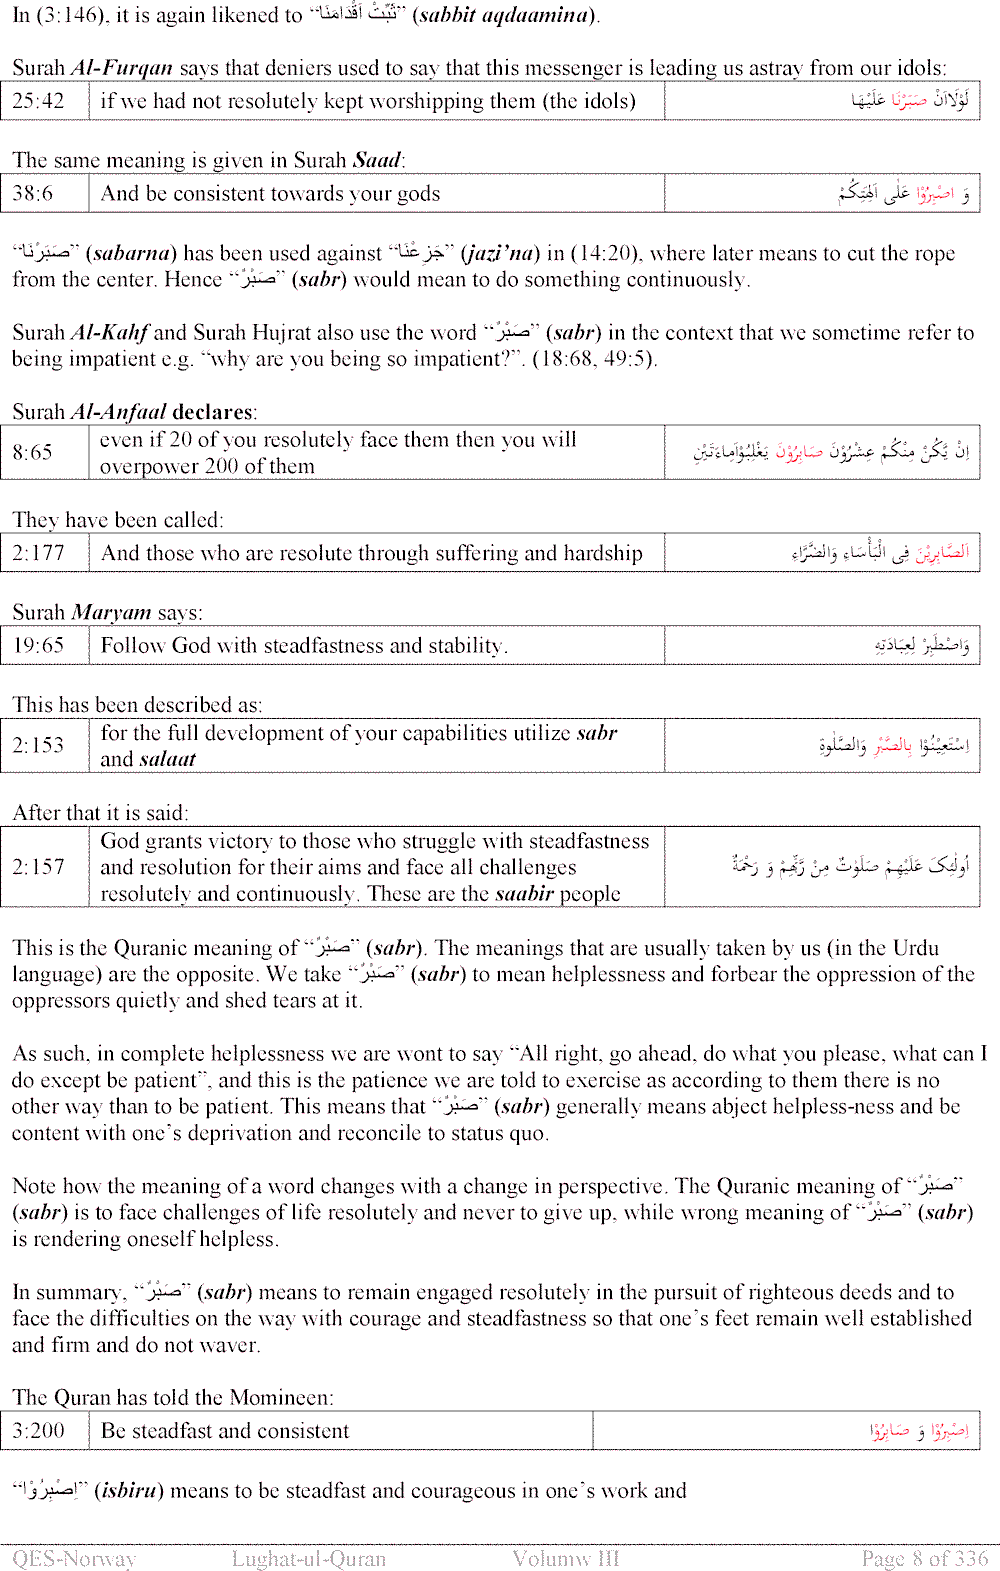 In (3:146), it is again likened to “ثَبِّتْ اَقْدَامَنَا” (sabbit aqdaamina).
Surah Al-Furqan says that deniers used to say that this messenger is leading us astray from our idols:
25:42 if we had not resolutely kept worshipping them (the idols) لَوْلَااَنْ صَبَرْنَا عَلَيْهَا
The same meaning is given in Surah Saad:
38:6 And be consistent towards your gods وَ اصْبِرُوْا عَلٰى اٰلِهَتِكُمْ
“صَبَرْنَا” (sabarna) has been used against “جَزِعْنَا” (jazi’na) in (14:20), where later means to cut the rope
from the center. Hence “صَبْرٌ” (sabr) would mean to do something continuously.
Surah Al-Kahf and Surah Hujrat also use the word “صَبْرٌ” (sabr) in the context that we sometime refer to
being impatient e.g. “why are you being so impatient?”. (18:68, 49:5).
Surah Al-Anfaal declares:
8:65 even if 20 of you resolutely face them then you will
overpower 200 of them اِنْ يَّكُنْ مِنْكُمْ عِشْرُوْنَ صَابِرُوْنَ يَغْلِبُوْامِاءَتَيْنِ
They have been called:
2:177 And those who are resolute through suffering and hardship اَلصَّابِرِيْنَ فِى الْبَأْسَاءِ وَالضَّرَّاءِ
Surah Maryam says:
19:65 Follow God with steadfastness and stability. وَاصْطَبِرْ لِعِبَادَتِهِ
This has been described as:
2:153 for the full development of your capabilities utilize sabr
and salaat اِسْتَعِيْنُوْا بِالصَّبْرِ وَالصَّلٰوةِ
After that it is said:
2:157 God grants victory to those who struggle with steadfastness
and resolution for their aims and face all challenges
resolutely and continuously. These are the saabir people اُولٰئِکَ عَلَيْهِمْ صَلَوٰتٌ مِنْ رَّبِّهِمْ وَ رَحْمَةٌ
This is the Quranic meaning of “صَبْرٌ” (sabr). The meanings that are usually taken by us (in the Urdu
language) are the opposite. We take “صَبْرٌ” (sabr) to mean helplessness and forbear the oppression of the
oppressors quietly and shed tears at it.
As such, in complete helplessness we are wont to say “All right, go ahead, do what you please, what can I
do except be patient”, and this is the patience we are told to exercise as according to them there is no
other way than to be patient. This means that “صَبْرٌ” (sabr) generally means abject helpless-ness and be
content with one’s deprivation and reconcile to status quo.
Note how the meaning of a word changes with a change in perspective. The Quranic meaning of “صَبْرٌ”
(sabr) is to face challenges of life resolutely and never to give up, while wrong meaning of “صَبْرٌ” (sabr)
is rendering oneself helpless.
In summary, “صَبْرٌ” (sabr) means to remain engaged resolutely in the pursuit of righteous deeds and to
face the difficulties on the way with courage and steadfastness so that one’s feet remain well established
and firm and do not waver.
The Quran has told the Momineen:
3:200 Be steadfast and consistent اِصْبِرُوْا وَ صَابِرُوْا
“اِصْبِرُوْا” (isbiru) means to be steadfast and courageous in one’s work and
QES-Norway Lughat-ul-Quran Volumw III Page 8 of 336